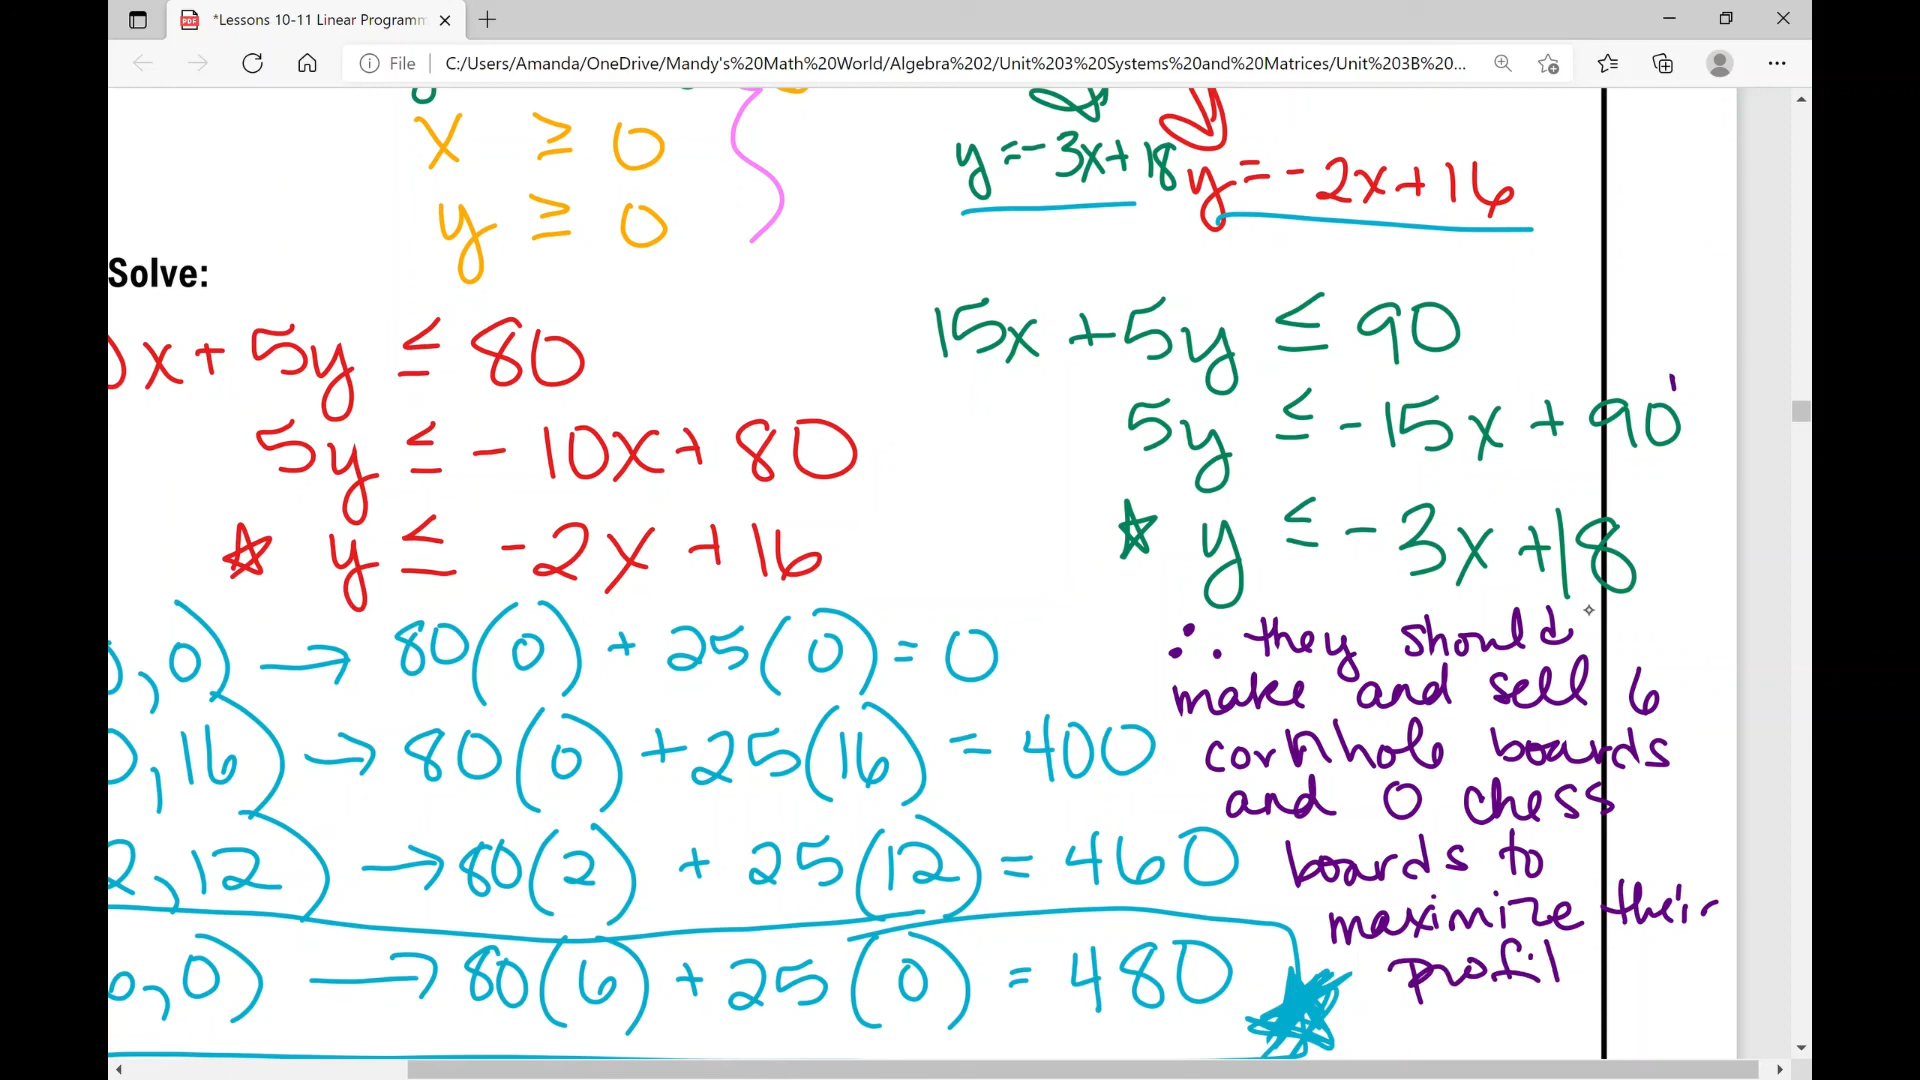 *Lessons 10-11 Linear Programm
File
C:/Users/Amanda/OneDrive/Mandy's%20Math%20World/Algebra%202/Unit%203%20Systems%20and%20Matrices/Unit%203B%20...
x ≥ 0
y ≥ 0
y = -3x + 18
y = -2x + 16
Solve:
0x + 5y ≤ 80
5y ≤ -10x + 80
☆ y ≤ -2x + 16
15x + 5y ≤ 90
5y ≤ -15x + 90
☆ y ≤ -3x + 18
0,0) → 80(0) + 25(0) = 0
0,16) → 80(0) + 25(16) = 400
2,12) → 80(2) + 25(12) = 460
6,0) → 80(6) + 25(0) = 480
∴ they should
make and sell 6
cornhole boards
and 0 chess
boards to
maximize their
profit